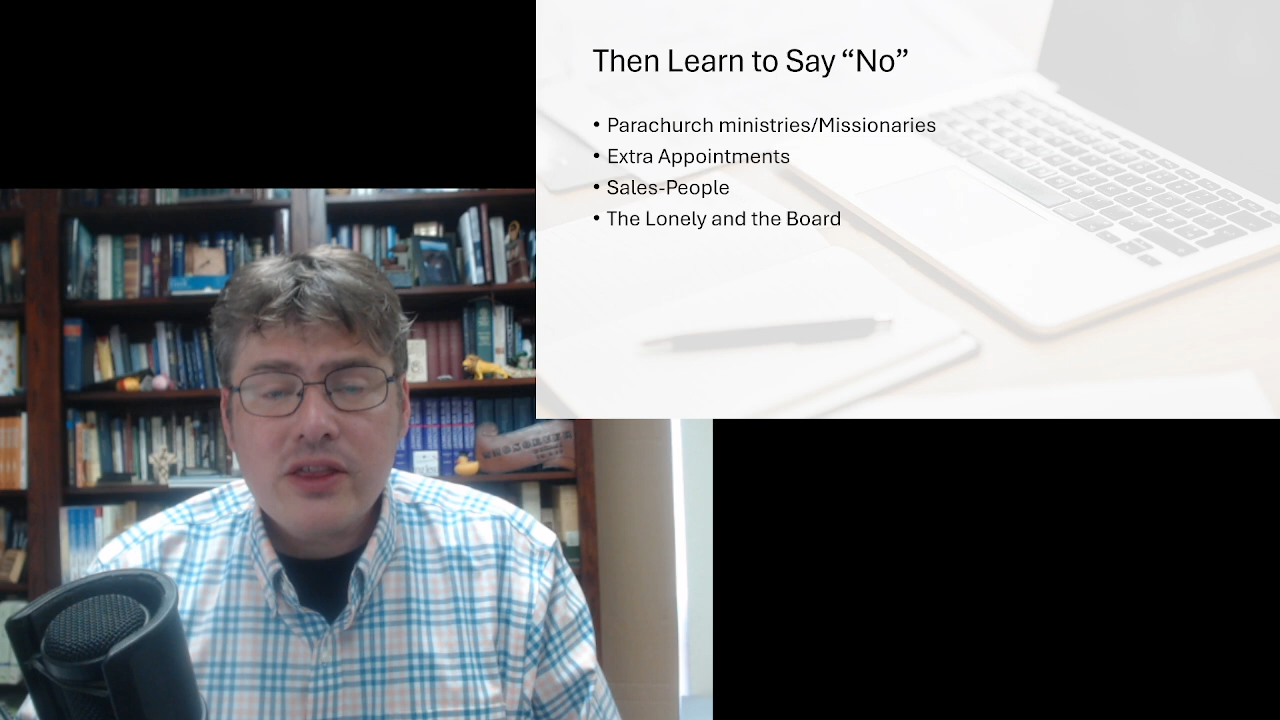 Then Learn to Say “No”
• Parachurch ministries/Missionaries
• Extra Appointments
• Sales-People
• The Lonely and the Board